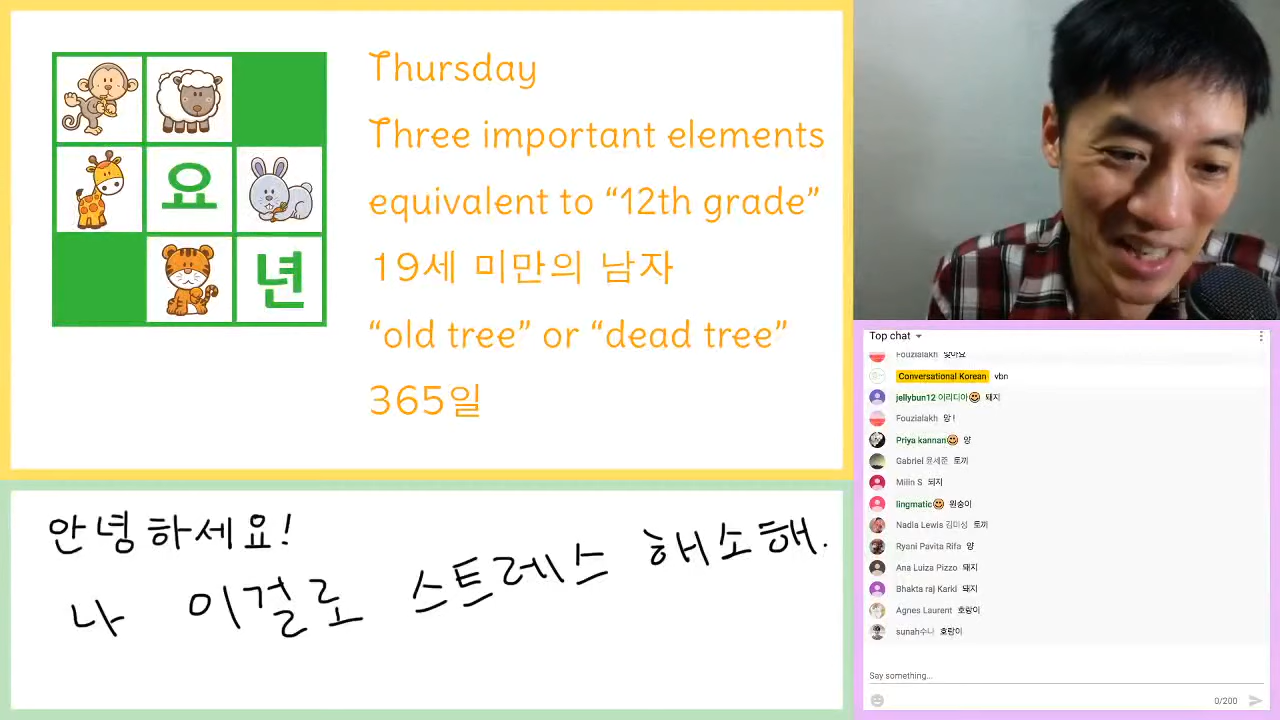 요
년
Thursday
Three important elements
equivalent to “12th grade”
19세 미만의 남자
“old tree” or “dead tree”
365일
안녕하세요!
나 이걸로 스트레스 해소해.
Top chat
Fouzialakh 맞아요
Conversational Korean vbn
jellybun12 이리디아 돼지
Fouzialakh 양 !
Priya kannan 양
Gabriel 윤세준 토끼
Milin S 되지
lingmatic 원숭이
Nadia Lewis 김미성 토끼
Ryani Pavita Rifa 양
Ana Luiza Pizzo 돼지
Bhakta raj Karki 돼지
Agnes Laurent 호랑이
sunah수나 호랑이
Say something...
0/200